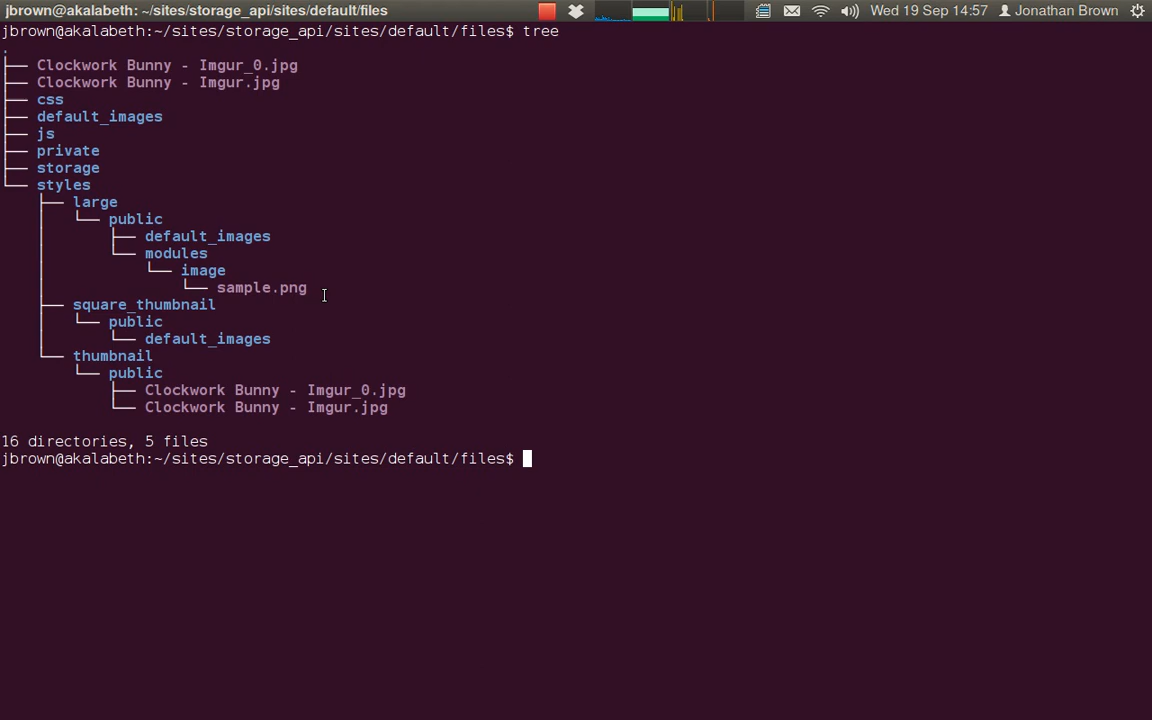 jbrown@akalabeth: ~/sites/storage_api/sites/default/files Wed 19 Sep 14:57 Jonathan Brown
jbrown@akalabeth:~/sites/storage_api/sites/default/files$ tree
.
├── Clockwork Bunny - Imgur_0.jpg
├── Clockwork Bunny - Imgur.jpg
├── css
├── default_images
├── js
├── private
├── storage
└── styles
    ├── large
    │   └── public
    │       ├── default_images
    │       └── modules
    │           └── image
    │               └── sample.png
    ├── square_thumbnail
    │   └── public
    │       └── default_images
    └── thumbnail
        └── public
            ├── Clockwork Bunny - Imgur_0.jpg
            └── Clockwork Bunny - Imgur.jpg
16 directories, 5 files
jbrown@akalabeth:~/sites/storage_api/sites/default/files$